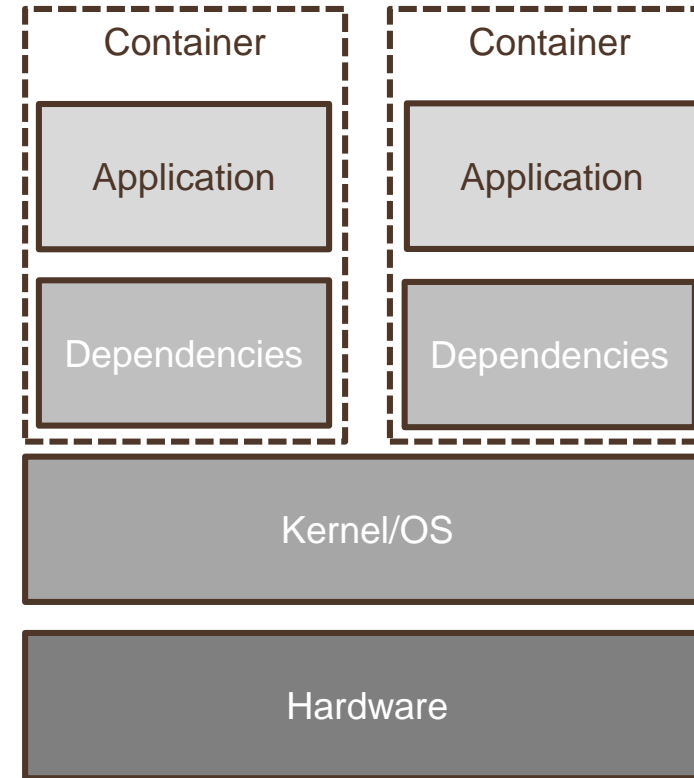 Container
Container
Application
Application
Dependencies
Dependencies
Kernel/OS
Hardware